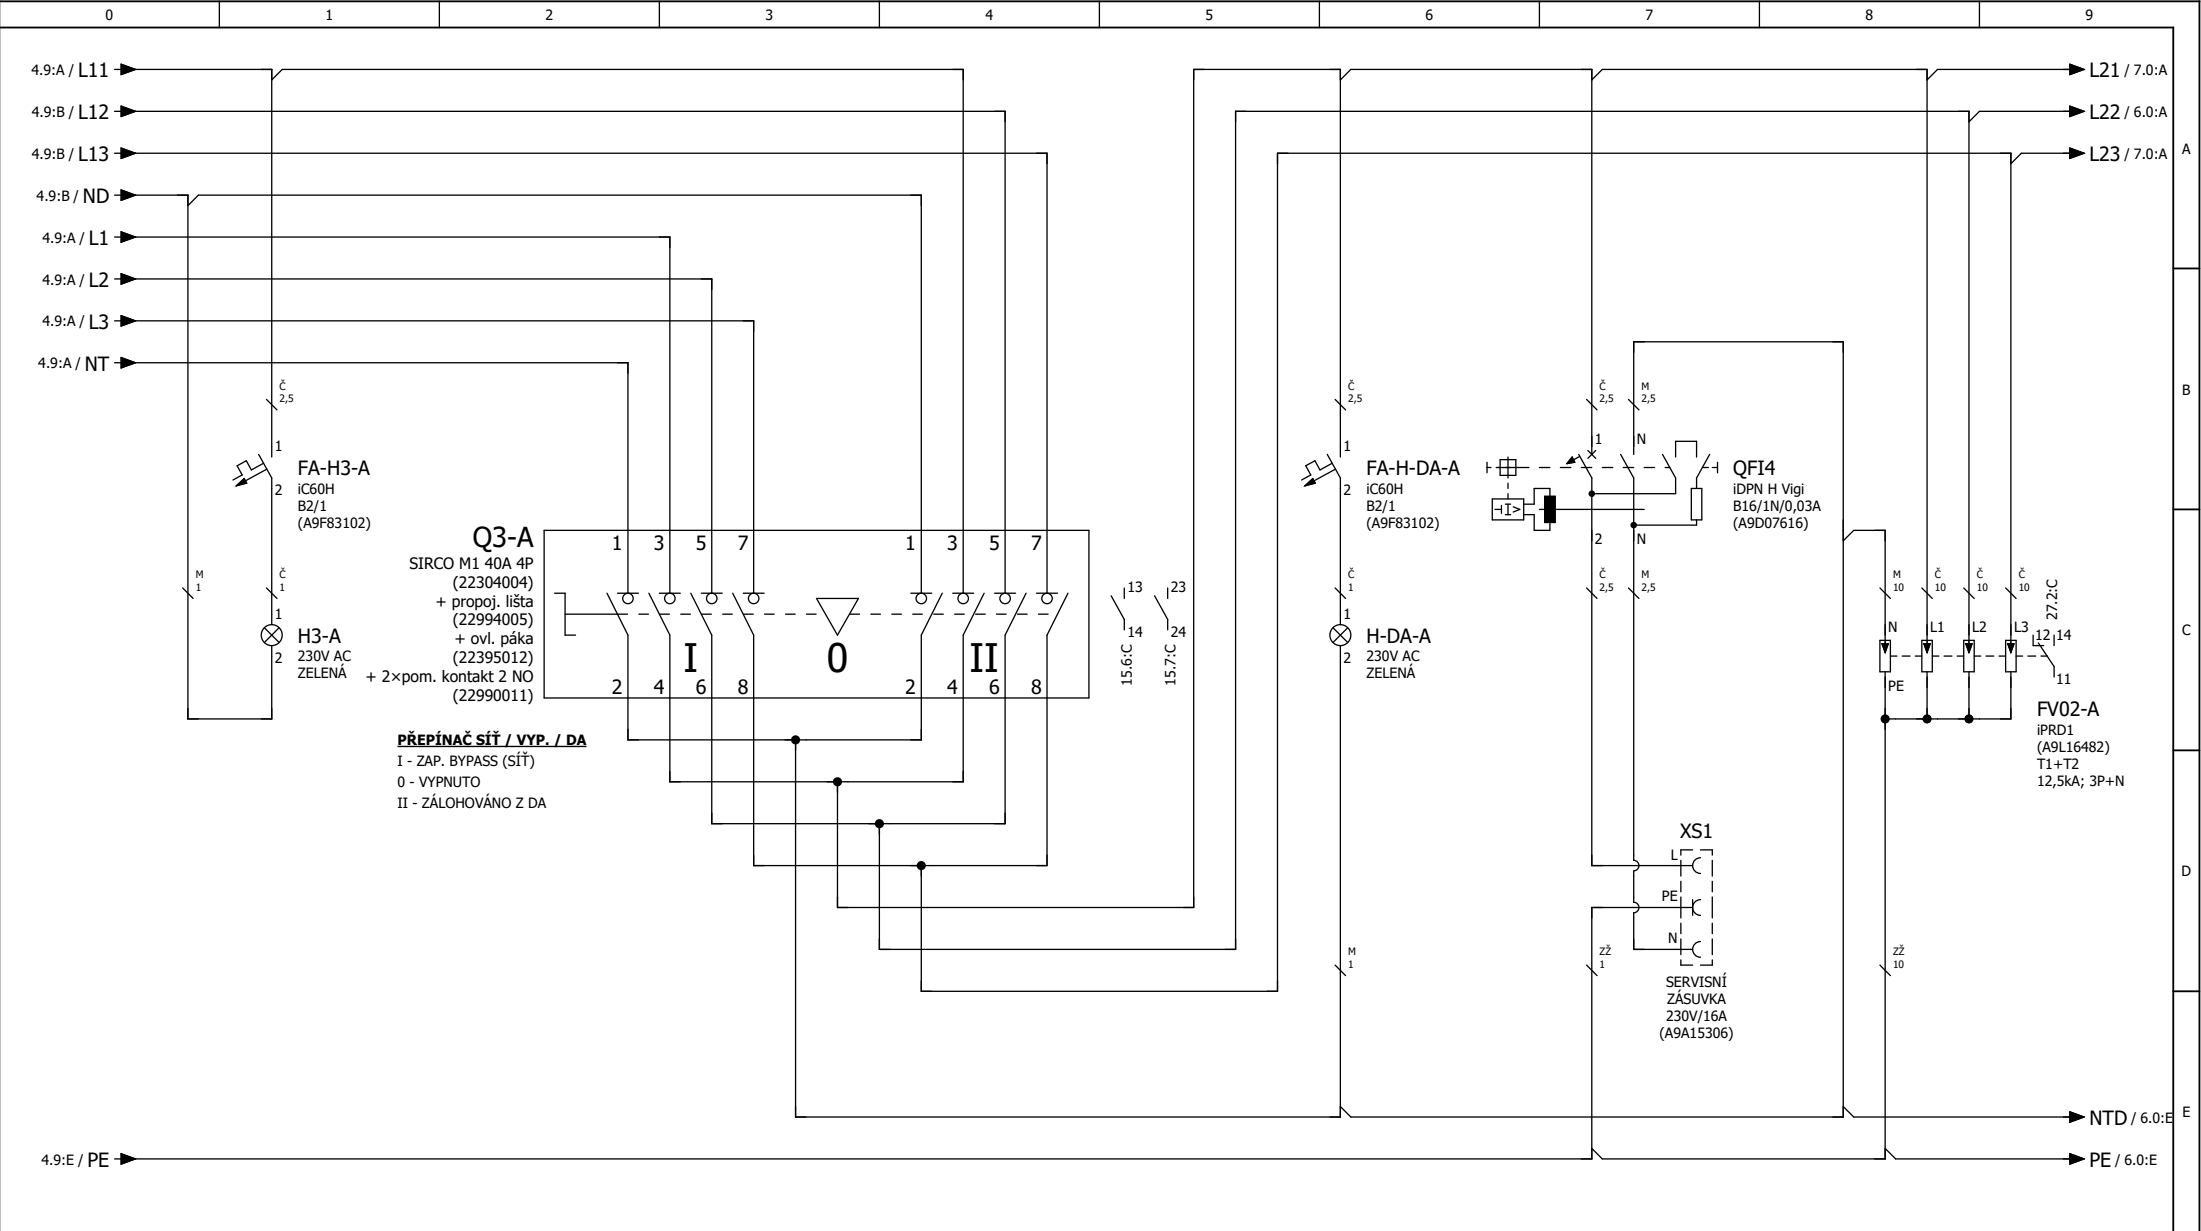 0 1 2 3 4 5 6 7 8 9
A
B
C
D
E
4.9:A / L11
4.9:B / L12
4.9:B / L13
4.9:B / ND
4.9:A / L1
4.9:A / L2
4.9:A / L3
4.9:A / NT
4.9:E / PE
L21 / 7.0:A
L22 / 6.0:A
L23 / 7.0:A
NTD / 6.0:E
PE / 6.0:E
M
1
Č
2,5
1
2
FA-H3-A
iC60H
B2/1
(A9F83102)
Č
1
1
2
H3-A
230V AC
ZELENÁ
Q3-A
SIRCO M1 40A 4P
(22304004)
+ propoj. lišta
(22994005)
+ ovl. páka
(22395012)
+ 2×pom. kontakt 2 NO
(22990011)
1 3 5 7 1 3 5 7
I 0 II
2 4 6 8 2 4 6 8
PŘEPÍNAČ SÍŤ / VYP. / DA
I - ZAP. BYPASS (SÍŤ)
0 - VYPNUTO
II - ZÁLOHOVÁNO Z DA
13 23
14 24
15.6:C
15.7:C
Č
2,5
1
2
FA-H-DA-A
iC60H
B2/1
(A9F83102)
Č
1
1
2
H-DA-A
230V AC
ZELENÁ
M
1
Č
2,5
M
2,5
1 N
I>
2 N
QFI4
iDPN H Vigi
B16/1N/0,03A
(A9D07616)
Č
2,5
M
2,5
XS1
L
PE
N
SERVISNÍ
ZÁSUVKA
230V/16A
(A9A15306)
ZŽ
1
M
10
Č
10
Č
10
Č
10
27.2:C
N L1 L2 L3
12 14
11
PE
FV02-A
iPRD1
(A9L16482)
T1+T2
12,5kA; 3P+N
ZŽ
10